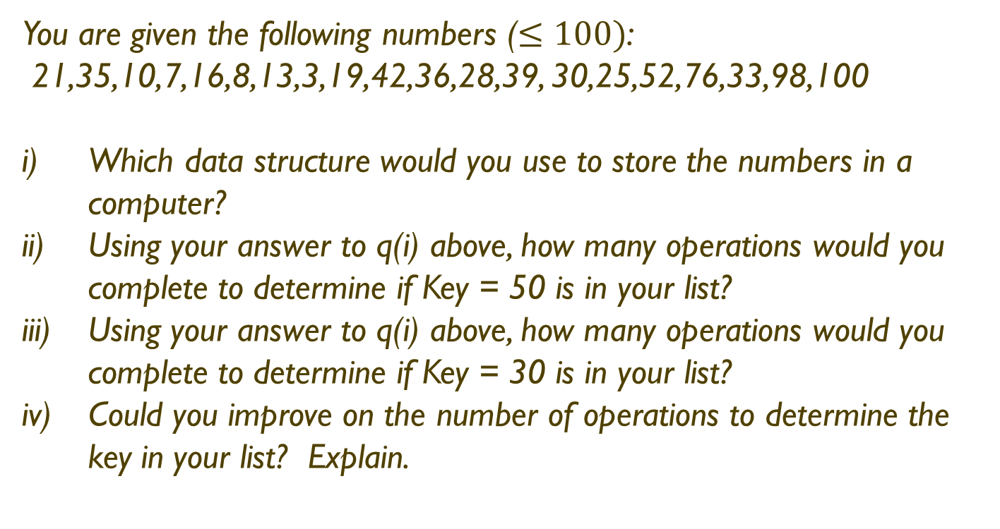 You are given the following numbers (≤ 100):
21,35,10,7,16,8,13,3,19,42,36,28,39, 30,25,52,76,33,98,100
i) Which data structure would you use to store the numbers in a
computer?
ii) Using your answer to q(i) above, how many operations would you
complete to determine if Key = 50 is in your list?
iii) Using your answer to q(i) above, how many operations would you
complete to determine if Key = 30 is in your list?
iv) Could you improve on the number of operations to determine the
key in your list? Explain.